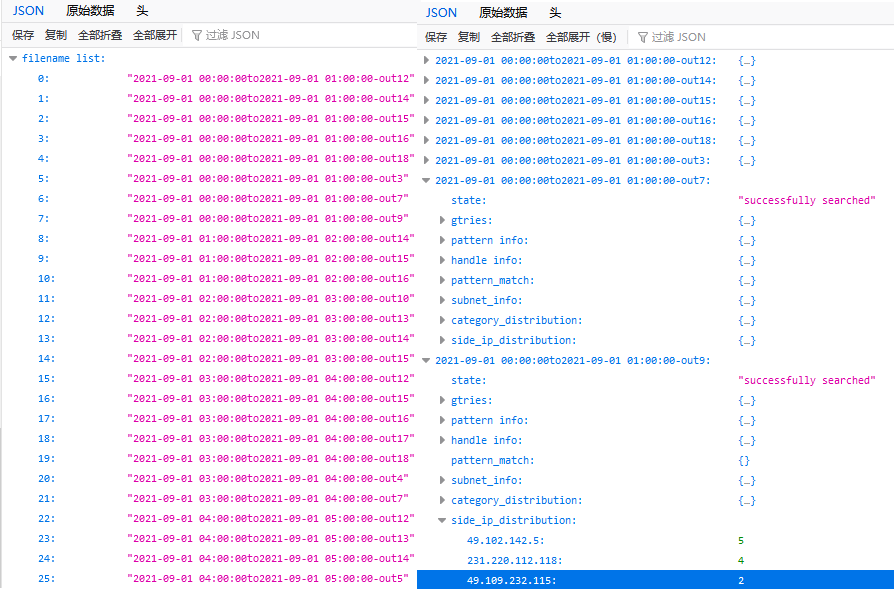 JSON 原始数据 头
保存 复制 全部折叠 全部展开 过滤 JSON
filename list:
0: "2021-09-01 00:00:00to2021-09-01 01:00:00-out12"
1: "2021-09-01 00:00:00to2021-09-01 01:00:00-out14"
2: "2021-09-01 00:00:00to2021-09-01 01:00:00-out15"
3: "2021-09-01 00:00:00to2021-09-01 01:00:00-out16"
4: "2021-09-01 00:00:00to2021-09-01 01:00:00-out18"
5: "2021-09-01 00:00:00to2021-09-01 01:00:00-out3"
6: "2021-09-01 00:00:00to2021-09-01 01:00:00-out7"
7: "2021-09-01 00:00:00to2021-09-01 01:00:00-out9"
8: "2021-09-01 01:00:00to2021-09-01 02:00:00-out14"
9: "2021-09-01 01:00:00to2021-09-01 02:00:00-out15"
10: "2021-09-01 01:00:00to2021-09-01 02:00:00-out16"
11: "2021-09-01 02:00:00to2021-09-01 03:00:00-out10"
12: "2021-09-01 02:00:00to2021-09-01 03:00:00-out13"
13: "2021-09-01 02:00:00to2021-09-01 03:00:00-out14"
14: "2021-09-01 02:00:00to2021-09-01 03:00:00-out15"
15: "2021-09-01 03:00:00to2021-09-01 04:00:00-out12"
16: "2021-09-01 03:00:00to2021-09-01 04:00:00-out15"
17: "2021-09-01 03:00:00to2021-09-01 04:00:00-out16"
18: "2021-09-01 03:00:00to2021-09-01 04:00:00-out17"
19: "2021-09-01 03:00:00to2021-09-01 04:00:00-out18"
20: "2021-09-01 03:00:00to2021-09-01 04:00:00-out4"
21: "2021-09-01 03:00:00to2021-09-01 04:00:00-out7"
22: "2021-09-01 04:00:00to2021-09-01 05:00:00-out12"
23: "2021-09-01 04:00:00to2021-09-01 05:00:00-out13"
24: "2021-09-01 04:00:00to2021-09-01 05:00:00-out14"
25: "2021-09-01 04:00:00to2021-09-01 05:00:00-out5"
JSON 原始数据 头
保存 复制 全部折叠 全部展开（慢） 过滤 JSON
2021-09-01 00:00:00to2021-09-01 01:00:00-out12: {…}
2021-09-01 00:00:00to2021-09-01 01:00:00-out14: {…}
2021-09-01 00:00:00to2021-09-01 01:00:00-out15: {…}
2021-09-01 00:00:00to2021-09-01 01:00:00-out16: {…}
2021-09-01 00:00:00to2021-09-01 01:00:00-out18: {…}
2021-09-01 00:00:00to2021-09-01 01:00:00-out3: {…}
2021-09-01 00:00:00to2021-09-01 01:00:00-out7:
state: "successfully searched"
gtries: {…}
pattern info: {…}
handle info: {…}
pattern_match: {…}
subnet_info: {…}
category_distribution: {…}
side_ip_distribution: {…}
2021-09-01 00:00:00to2021-09-01 01:00:00-out9:
state: "successfully searched"
gtries: {…}
pattern info: {…}
handle info: {…}
pattern_match: {}
subnet_info: {…}
category_distribution: {…}
side_ip_distribution:
49.102.142.5: 5
231.220.112.118: 4
49.109.232.115: 2